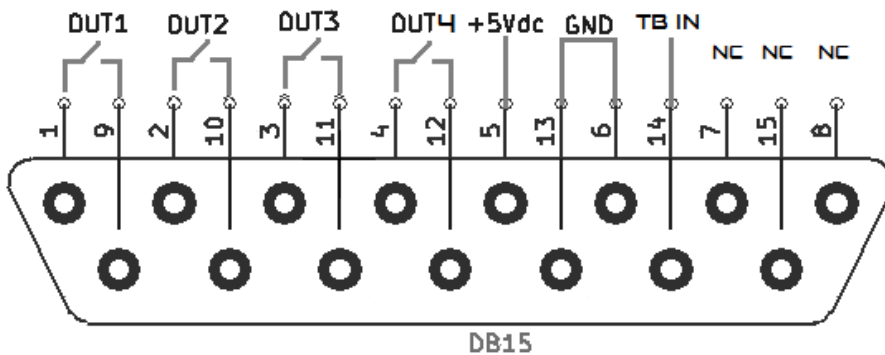 OUT1 OUT2 OUT3 OUT4 +5Vdc GND TB IN
NC NC NC
1 9 2 10 3 11 4 12 5 13 6 14 7 15 8
DB15